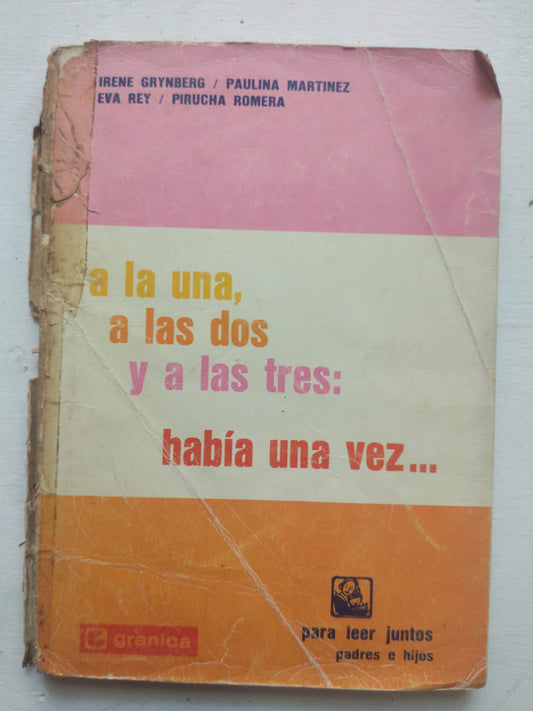 IRENE GRYNBERG / PAULINA MARTINEZ
EVA REY / PIRUCHA ROMERA
a la una,
a las dos
y a las tres:
había una vez...
granica
para leer juntos
padres e hijos